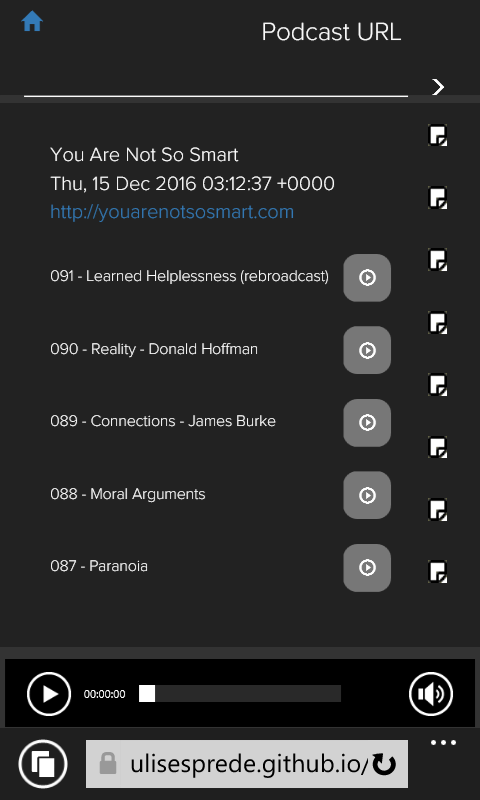 Podcast URL
You Are Not So Smart
Thu, 15 Dec 2016 03:12:37 +0000
http://youarenotsosmart.com
091 - Learned Helplessness (rebroadcast)
090 - Reality - Donald Hoffman
089 - Connections - James Burke
088 - Moral Arguments
087 - Paranoia
00:00:00
ulisesprede.github.io/